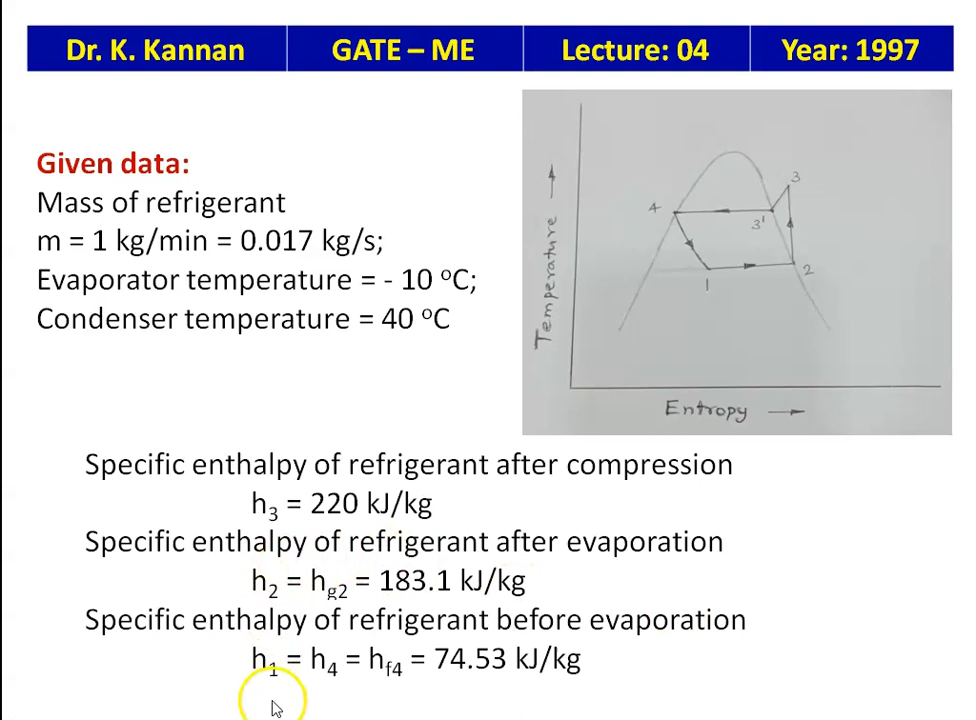 Dr. K. Kannan GATE – ME Lecture: 04 Year: 1997
Given data:
Mass of refrigerant
m = 1 kg/min = 0.017 kg/s;
Evaporator temperature = - 10 °C;
Condenser temperature = 40 °C
Temperature
4
3
3'
2
1
Entropy
Specific enthalpy of refrigerant after compression
h₃ = 220 kJ/kg
Specific enthalpy of refrigerant after evaporation
h₂ = hg₂ = 183.1 kJ/kg
Specific enthalpy of refrigerant before evaporation
h₁ = h₄ = hf₄ = 74.53 kJ/kg